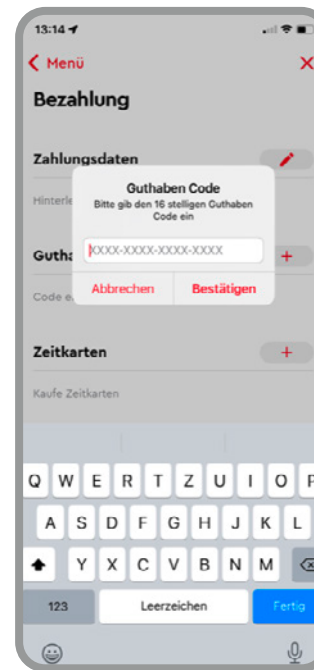 13:14
Menü
Bezahlung
Zahlungsdaten
Hinterle
Guthaben Code
Bitte gib den 16 stelligen Guthaben
Code ein
XXXX-XXXX-XXXX-XXXX
Guth
Abbrechen Bestätigen
Code e
Zeitkarten
Kaufe Zeitkarten
Q W E R T Z U I O P
A S D F G H J K L
Y X C V B N M
123 Leerzeichen Fertig